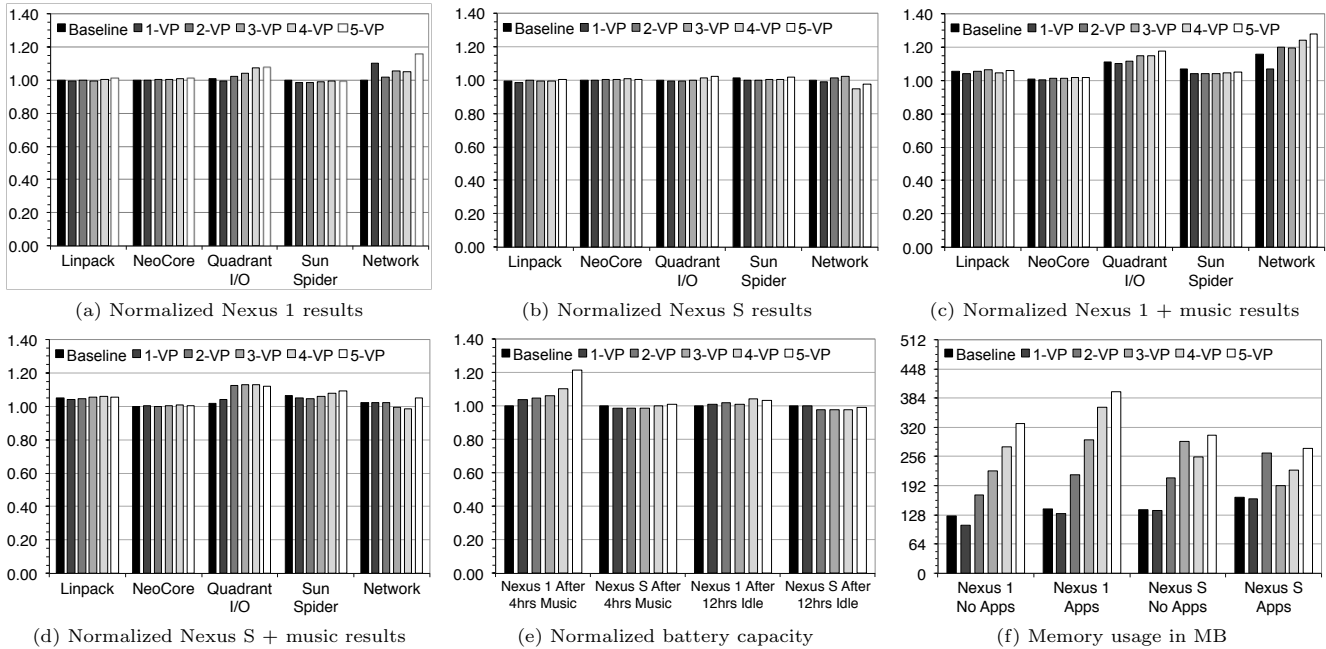 1.40
Baseline 1-VP 2-VP 3-VP 4-VP 5-VP
1.20
1.00
0.80
0.60
0.40
0.20
0.00
Linpack NeoCore Quadrant I/O Sun Spider Network
(a) Normalized Nexus 1 results
1.40
Baseline 1-VP 2-VP 3-VP 4-VP 5-VP
1.20
1.00
0.80
0.60
0.40
0.20
0.00
Linpack NeoCore Quadrant I/O Sun Spider Network
(b) Normalized Nexus S results
1.40
Baseline 1-VP 2-VP 3-VP 4-VP 5-VP
1.20
1.00
0.80
0.60
0.40
0.20
0.00
Linpack NeoCore Quadrant I/O Sun Spider Network
(c) Normalized Nexus 1 + music results
1.40
Baseline 1-VP 2-VP 3-VP 4-VP 5-VP
1.20
1.00
0.80
0.60
0.40
0.20
0.00
Linpack NeoCore Quadrant I/O Sun Spider Network
(d) Normalized Nexus S + music results
1.40
Baseline 1-VP 2-VP 3-VP 4-VP 5-VP
1.20
1.00
0.80
0.60
0.40
0.20
0.00
Nexus 1 After Nexus S After Nexus 1 After Nexus S After
4hrs Music 4hrs Music 12hrs Idle 12hrs Idle
(e) Normalized battery capacity
512
Baseline 1-VP 2-VP 3-VP 4-VP 5-VP
448
384
320
256
192
128
64
0
Nexus 1 Nexus 1 Nexus S Nexus S
No Apps Apps No Apps Apps
(f) Memory usage in MB